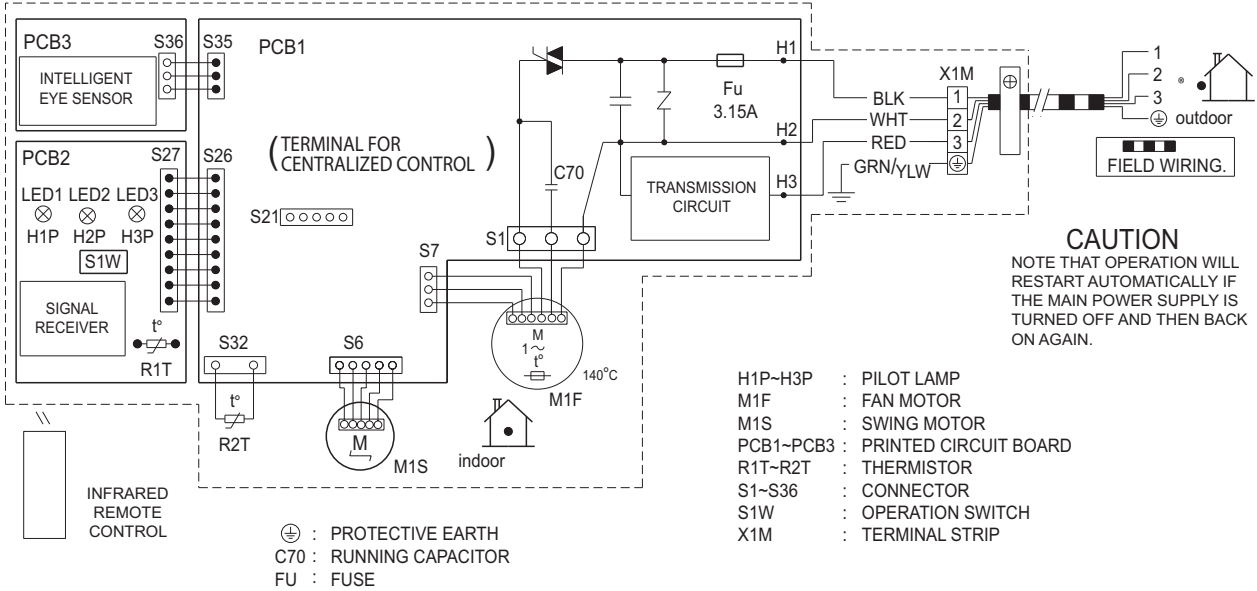 PCB3
S36
S35
PCB1
INTELLIGENT
EYE SENSOR
H1
Fu
3.15A
X1M
1
2
3
BLK
WHT
RED
GRN/YLW
1
2
3
outdoor
FIELD WIRING.
H2
(TERMINAL FOR
CENTRALIZED CONTROL)
C70
TRANSMISSION
CIRCUIT
H3
PCB2
S27
S26
LED1 LED2 LED3
H1P H2P H3P
S1W
S21
S1
S7
SIGNAL
RECEIVER
t°
R1T
S32
S6
M
1~
t°
140°C
M1F
t°
R2T
M
M1S
indoor
INFRARED
REMOTE
CONTROL
: PROTECTIVE EARTH
C70 : RUNNING CAPACITOR
FU : FUSE
CAUTION
NOTE THAT OPERATION WILL
RESTART AUTOMATICALLY IF
THE MAIN POWER SUPPLY IS
TURNED OFF AND THEN BACK
ON AGAIN.
H1P~H3P : PILOT LAMP
M1F : FAN MOTOR
M1S : SWING MOTOR
PCB1~PCB3 : PRINTED CIRCUIT BOARD
R1T~R2T : THERMISTOR
S1~S36 : CONNECTOR
S1W : OPERATION SWITCH
X1M : TERMINAL STRIP